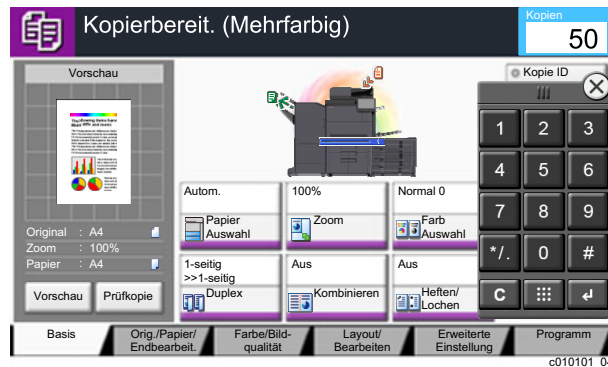 Kopierbereit. (Mehrfarbig)
Kopien
50
Vorschau
Original : A4
Zoom : 100%
Papier : A4
Vorschau
Prüfkopie
Kopie ID
Autom.
Papier
Auswahl
100%
Zoom
Normal 0
Farb
Auswahl
1-seitig
>>1-seitig
Duplex
Aus
Kombinieren
Aus
Heften/
Lochen
1 2 3
4 5 6
7 8 9
*/. 0 #
C
Basis
Orig./Papier/
Endbearbeit.
Farbe/Bild-
qualität
Layout/
Bearbeiten
Erweiterte
Einstellung
Programm